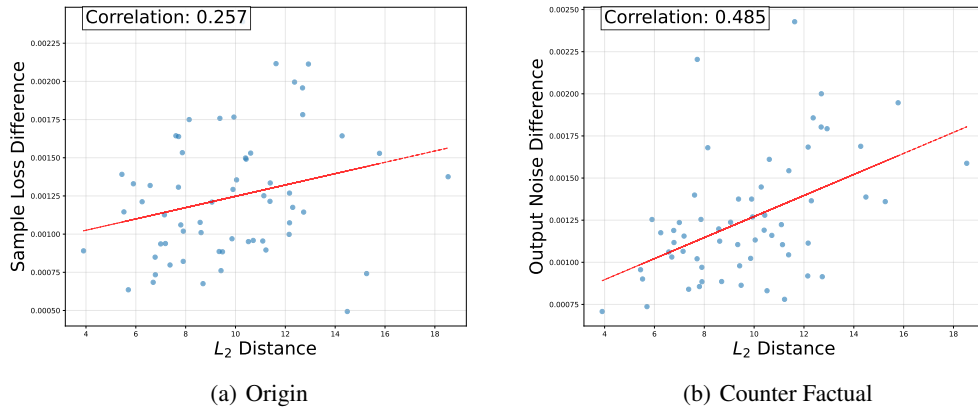 Correlation: 0.257
Sample Loss Difference
0.00225
0.00200
0.00175
0.00150
0.00125
0.00100
0.00075
0.00050
4 6 8 10 12 14 16 18
L2 Distance
(a) Origin
Correlation: 0.485
Output Noise Difference
0.00250
0.00225
0.00200
0.00175
0.00150
0.00125
0.00100
0.00075
4 6 8 10 12 14 16 18
L2 Distance
(b) Counter Factual